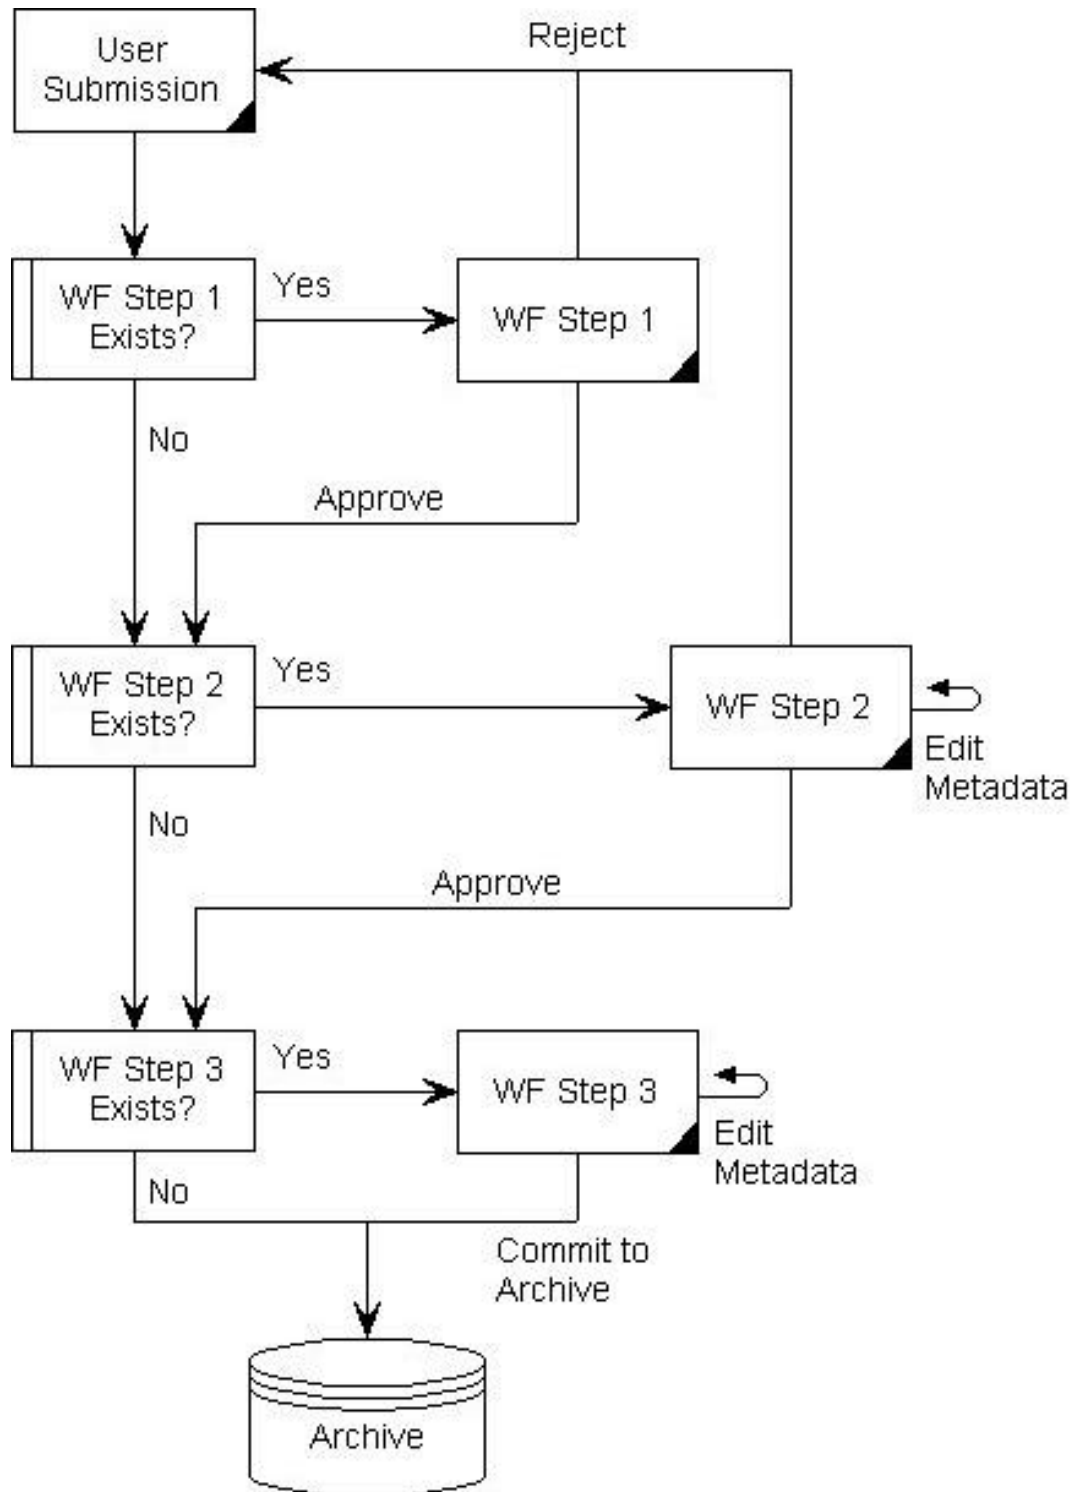 Reject
User
Submission
WF Step 1
Exists?
Yes
WF Step 1
No
Approve
WF Step 2
Exists?
Yes
WF Step 2
Edit
Metadata
No
Approve
WF Step 3
Exists?
Yes
WF Step 3
Edit
Metadata
No
Commit to
Archive
Archive